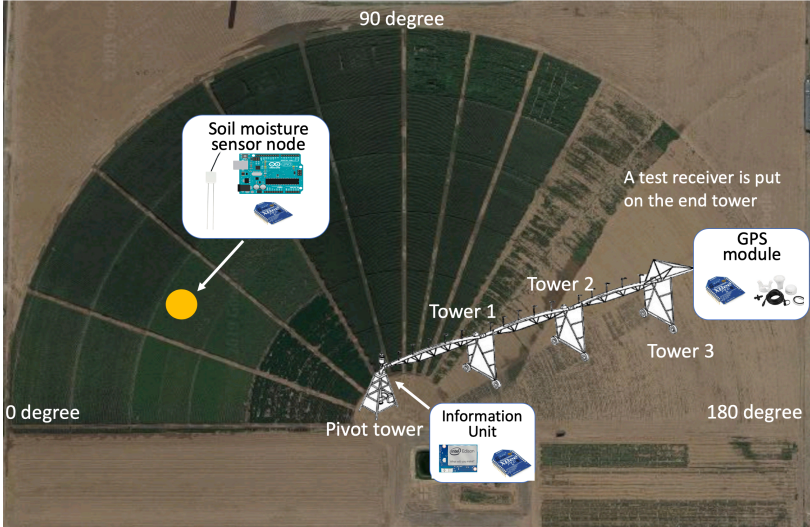 90 degree
Soil moisture
sensor node
A test receiver is put
on the end tower
GPS
module
Tower 2
Tower 1
Tower 3
0 degree
180 degree
Pivot tower
Information
Unit